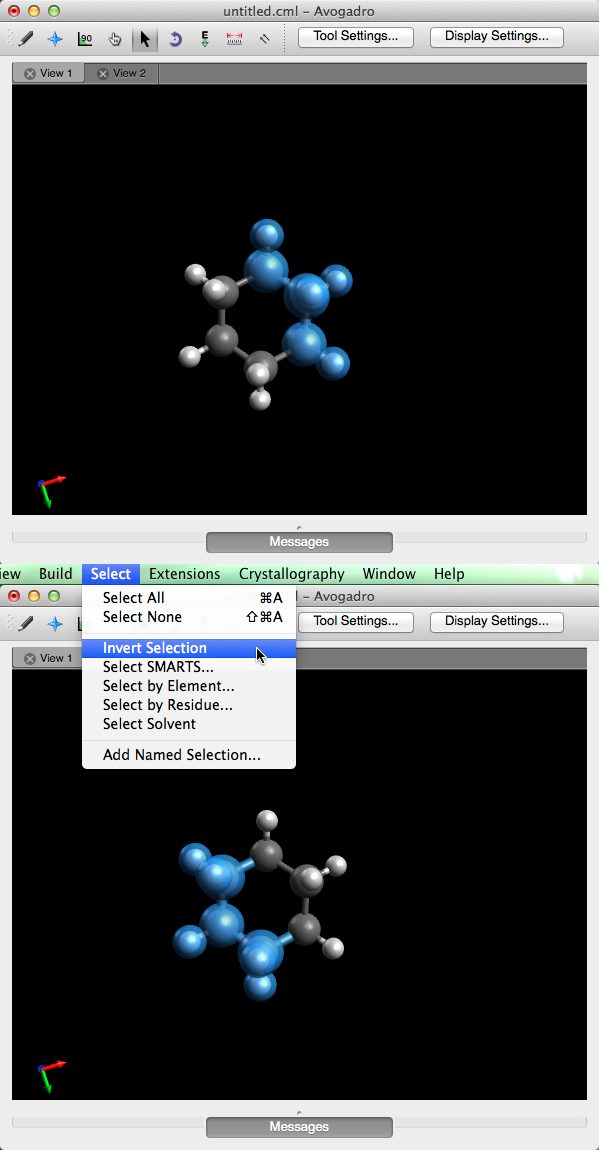 untitled.cml – Avogadro
90 E Tool Settings... Display Settings...
View 1 View 2
Messages
iew Build Select Extensions Crystallography Window Help
l – Avogadro
Select All ⌘A
Select None ⇧⌘A
Tool Settings... Display Settings...
Invert Selection
View 1
Select SMARTS...
Select by Element...
Select by Residue...
Select Solvent
Add Named Selection...
Messages